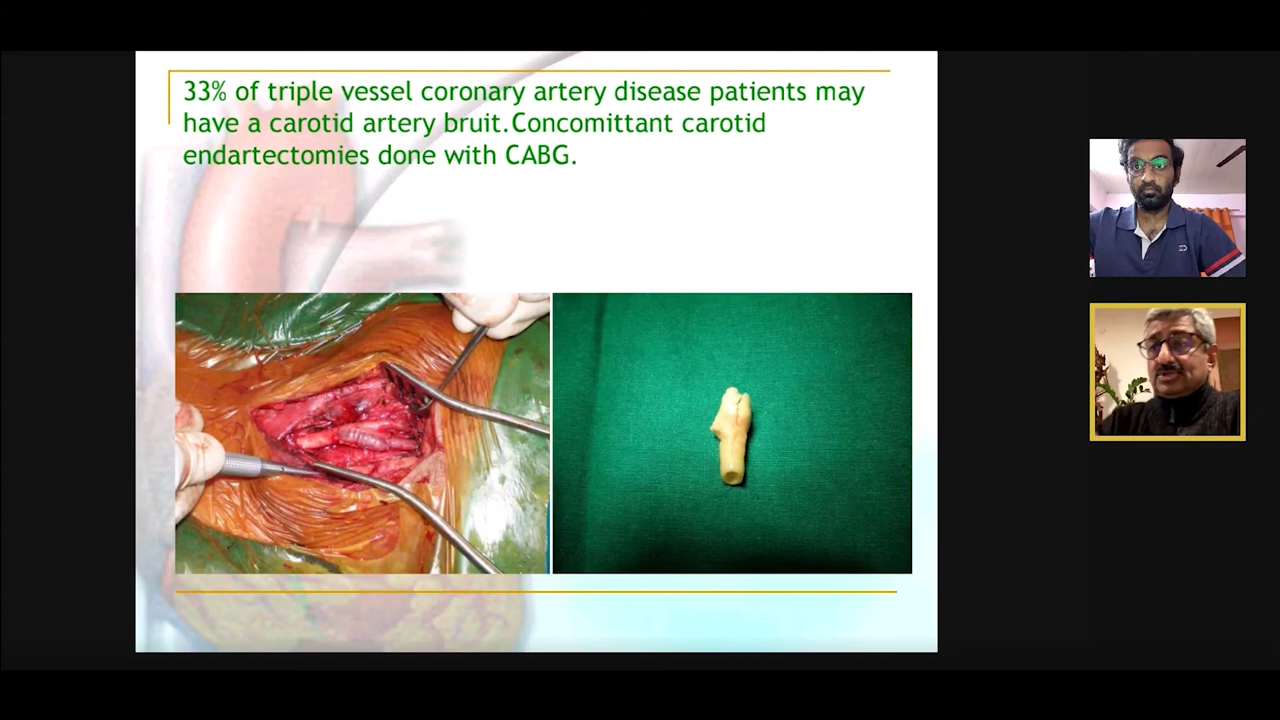 33% of triple vessel coronary artery disease patients may
have a carotid artery bruit.Concomittant carotid
endartectomies done with CABG.